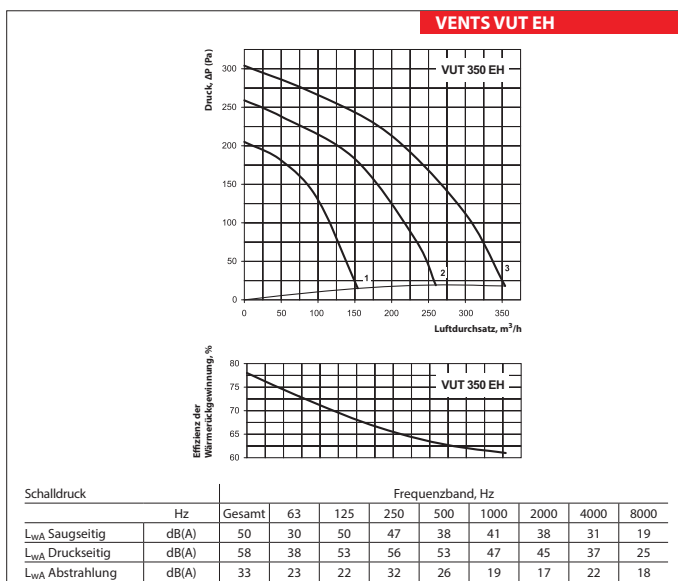 VENTS VUT EH
Druck, ΔP (Pa)
VUT 350 EH
300
250
200
150
100
50
0
1
2
3
0 50 100 150 200 250 300 350
Luftdurchsatz, m³/h
Effizienz der
Wärmerückgewinnung, %
VUT 350 EH
80
75
70
65
60
Schalldruck Frequenzband, Hz
Hz Gesamt 63 125 250 500 1000 2000 4000 8000
LwA Saugseitig dB(A) 50 30 50 47 38 41 38 31 19
LwA Druckseitig dB(A) 58 38 53 56 53 47 45 37 25
LwA Abstrahlung dB(A) 33 23 22 32 26 19 17 22 18